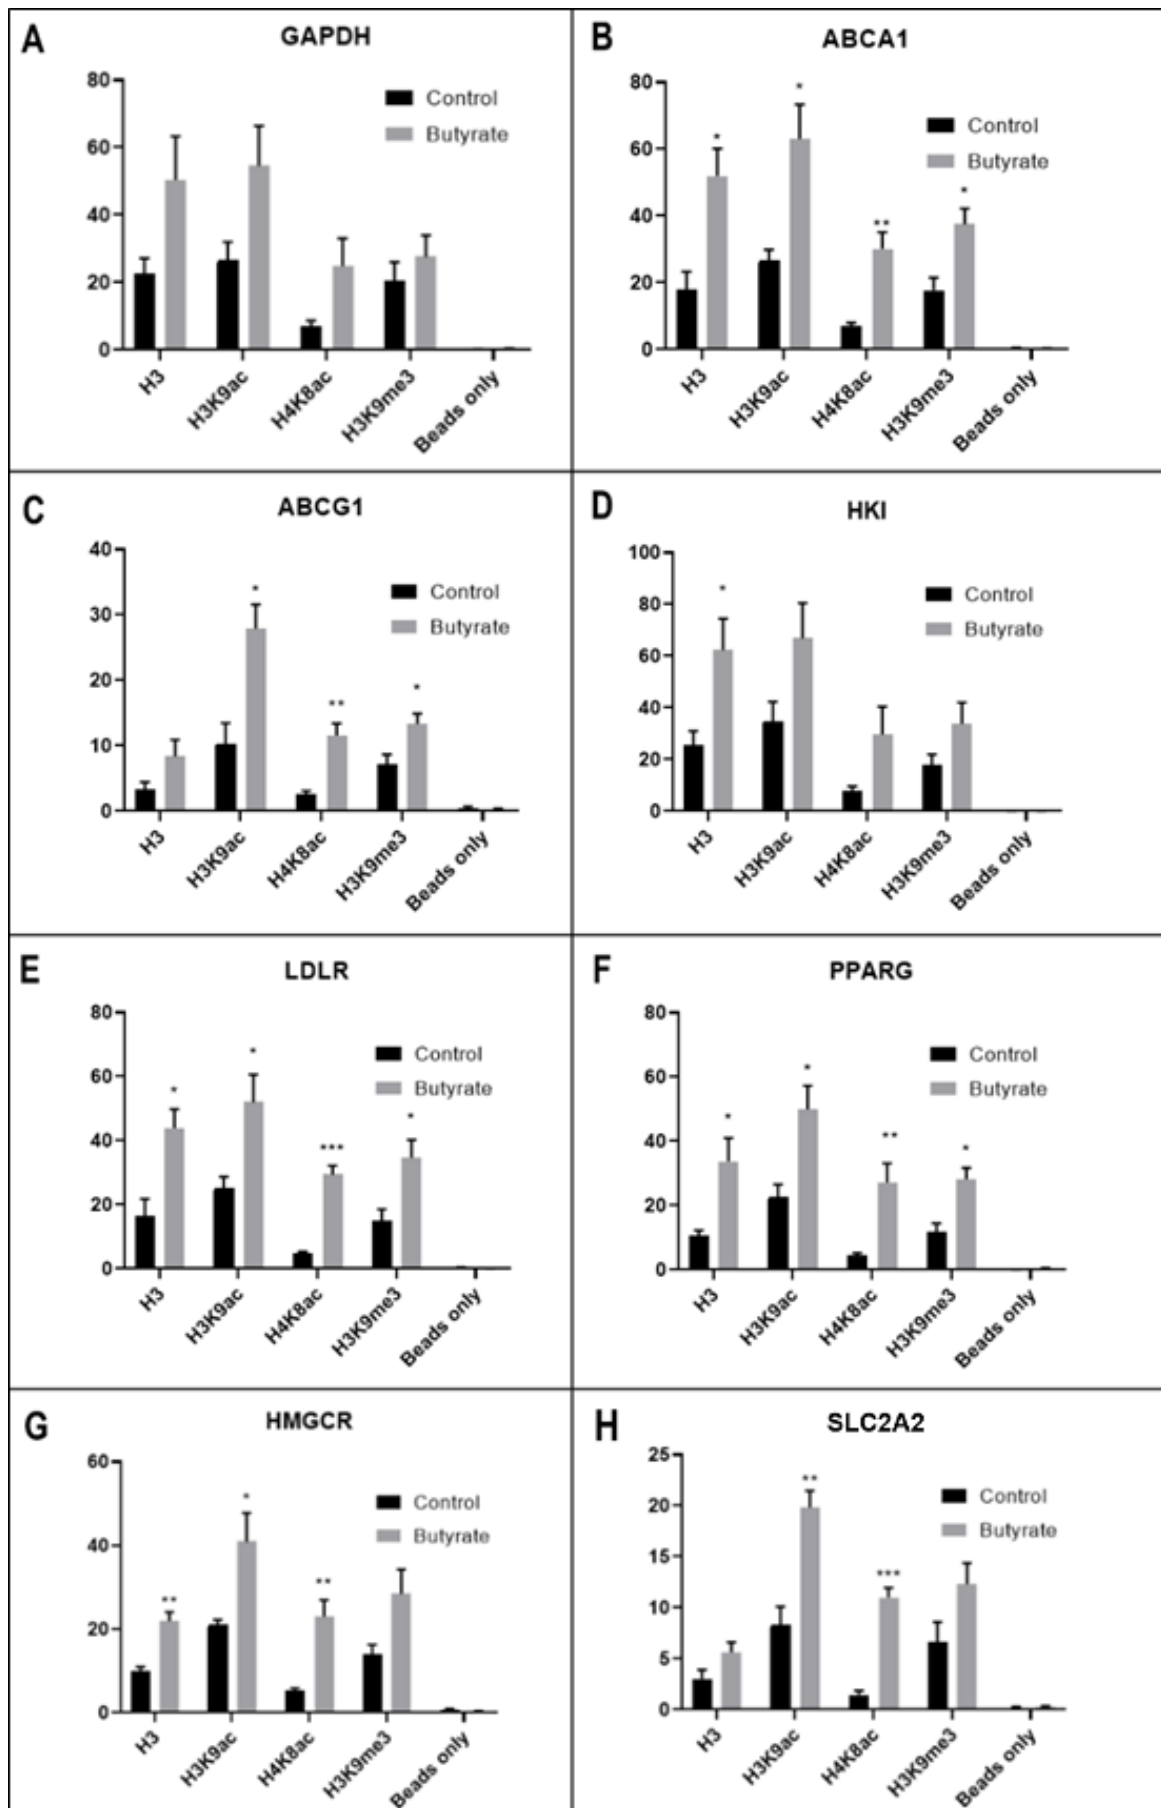 A
GAPDH
80
60
40
20
0
Control
Butyrate
H3
H3K9ac
H4K8ac
H3K9me3
Beads only
B
ABCA1
80
60
40
20
0
*
*
**
*
Control
Butyrate
H3
H3K9ac
H4K8ac
H3K9me3
Beads only
C
ABCG1
40
30
20
10
0
*
**
*
Control
Butyrate
H3
H3K9ac
H4K8ac
H3K9me3
Beads only
D
HKI
100
80
60
40
20
0
*
Control
Butyrate
H3
H3K9ac
H4K8ac
H3K9me3
Beads only
E
LDLR
80
60
40
20
0
*
*
***
*
Control
Butyrate
H3
H3K9ac
H4K8ac
H3K9me3
Beads only
F
PPARG
80
60
40
20
0
*
*
**
*
Control
Butyrate
H3
H3K9ac
H4K8ac
H3K9me3
Beads only
G
HMGCR
60
40
20
0
**
*
**
Control
Butyrate
H3
H3K9ac
H4K8ac
H3K9me3
Beads only
H
SLC2A2
25
20
15
10
5
0
**
***
Control
Butyrate
H3
H3K9ac
H4K8ac
H3K9me3
Beads only